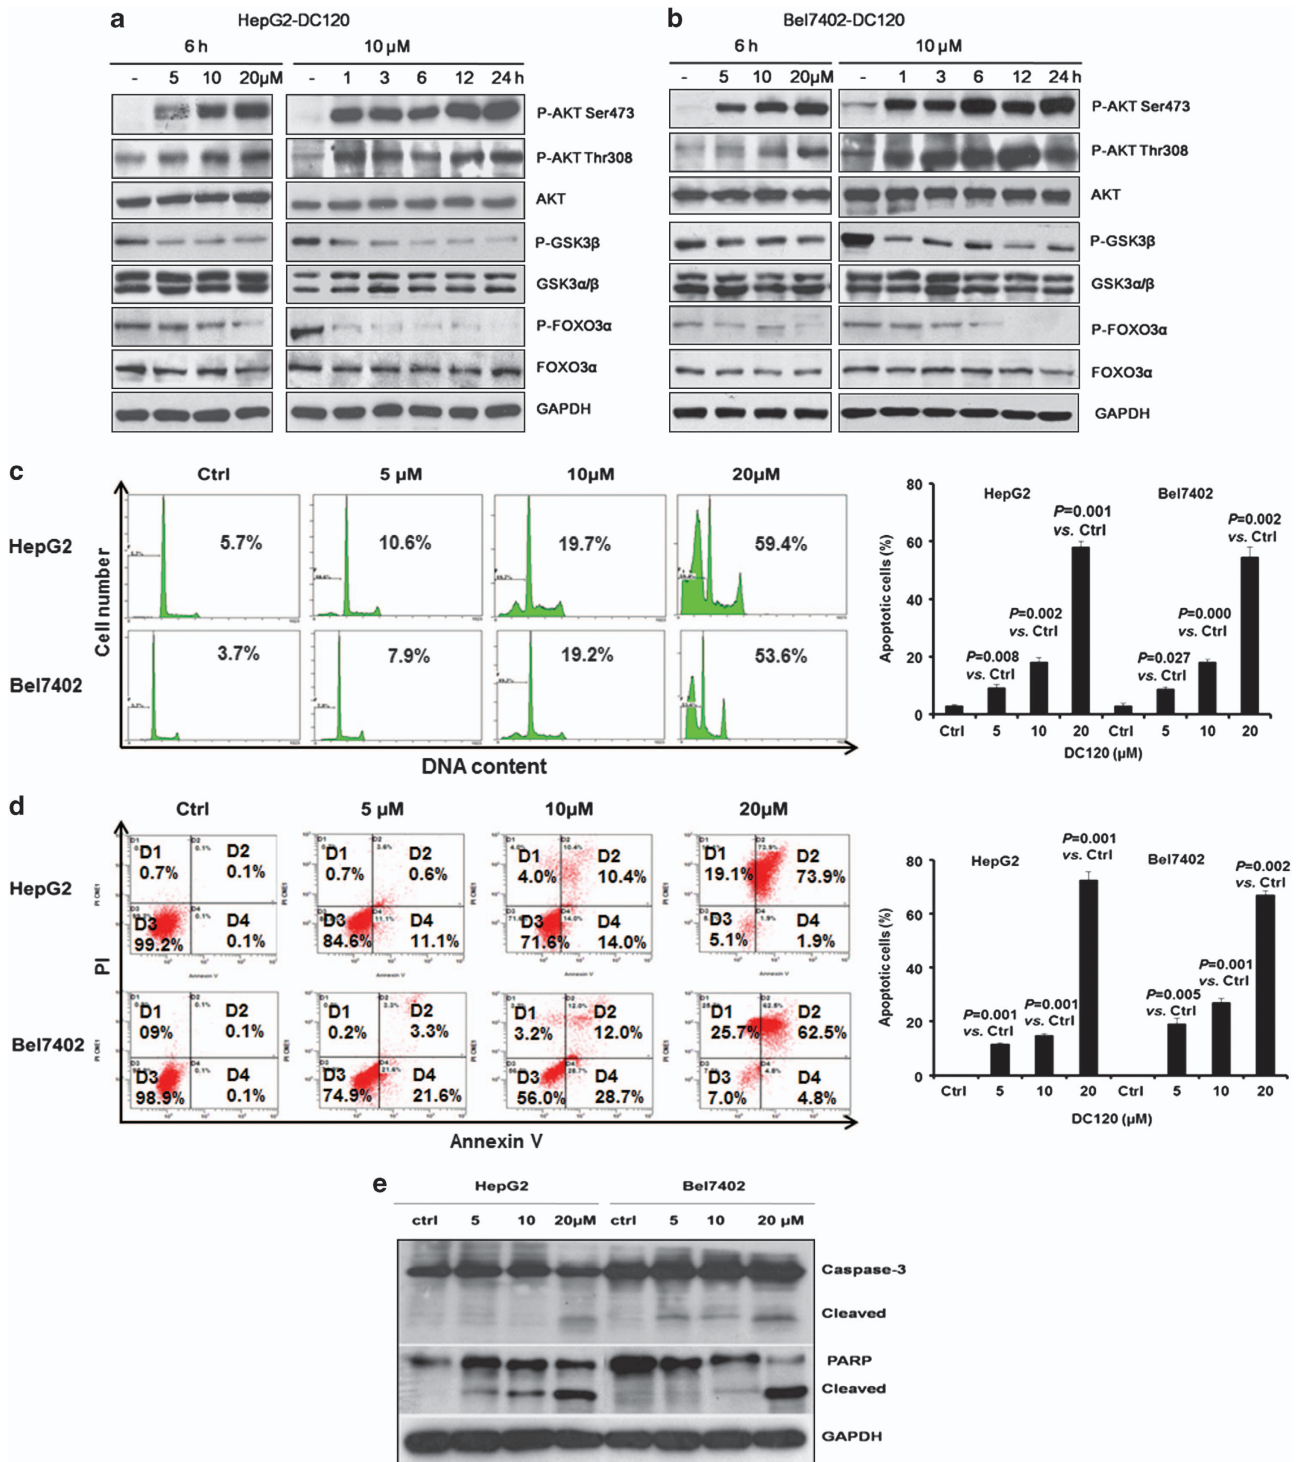 a
HepG2-DC120
6 h
10 µM
- 5 10 20µM - 1 3 6 12 24 h
P-AKT Ser473
P-AKT Thr308
AKT
P-GSK3β
GSK3α/β
P-FOXO3α
FOXO3α
GAPDH
b
Bel7402-DC120
6 h
10 µM
- 5 10 20µM - 1 3 6 12 24 h
P-AKT Ser473
P-AKT Thr308
AKT
P-GSK3β
GSK3α/β
P-FOXO3α
FOXO3α
GAPDH
c
Ctrl 5 µM 10µM 20µM
HepG2
5.7% 10.6% 19.7% 59.4%
Bel7402
3.7% 7.9% 19.2% 53.6%
Cell number
DNA content
Apoptotic cells (%)
80
60
40
20
0
HepG2 Bel7402
P=0.008
vs. Ctrl
P=0.002
vs. Ctrl
P=0.001
vs. Ctrl
P=0.027
vs. Ctrl
P=0.000
vs. Ctrl
P=0.002
vs. Ctrl
Ctrl 5 10 20 Ctrl 5 10 20
DC120 (µM)
d
Ctrl 5 µM 10µM 20µM
HepG2
D1 0.7% D2 0.1%
D3 99.2% D4 0.1%
D1 0.7% D2 0.6%
D3 84.6% D4 11.1%
D1 4.0% D2 10.4%
D3 71.6% D4 14.0%
D1 19.1% D2 73.9%
D3 5.1% D4 1.9%
Bel7402
D1 09% D2 0.1%
D3 98.9% D4 0.1%
D1 0.2% D2 3.3%
D3 74.9% D4 21.6%
D1 3.2% D2 12.0%
D3 56.0% D4 28.7%
D1 25.7% D2 62.5%
D3 7.0% D4 4.8%
PI
Annexin V
Apoptotic cells (%)
80
60
40
20
0
HepG2 Bel7402
P=0.001
vs. Ctrl
P=0.001
vs. Ctrl
P=0.001
vs. Ctrl
P=0.005
vs. Ctrl
P=0.001
vs. Ctrl
P=0.002
vs. Ctrl
Ctrl 5 10 20 Ctrl 5 10 20
DC120 (µM)
e
HepG2 Bel7402
ctrl 5 10 20µM ctrl 5 10 20 µM
Caspase-3
Cleaved
PARP
Cleaved
GAPDH